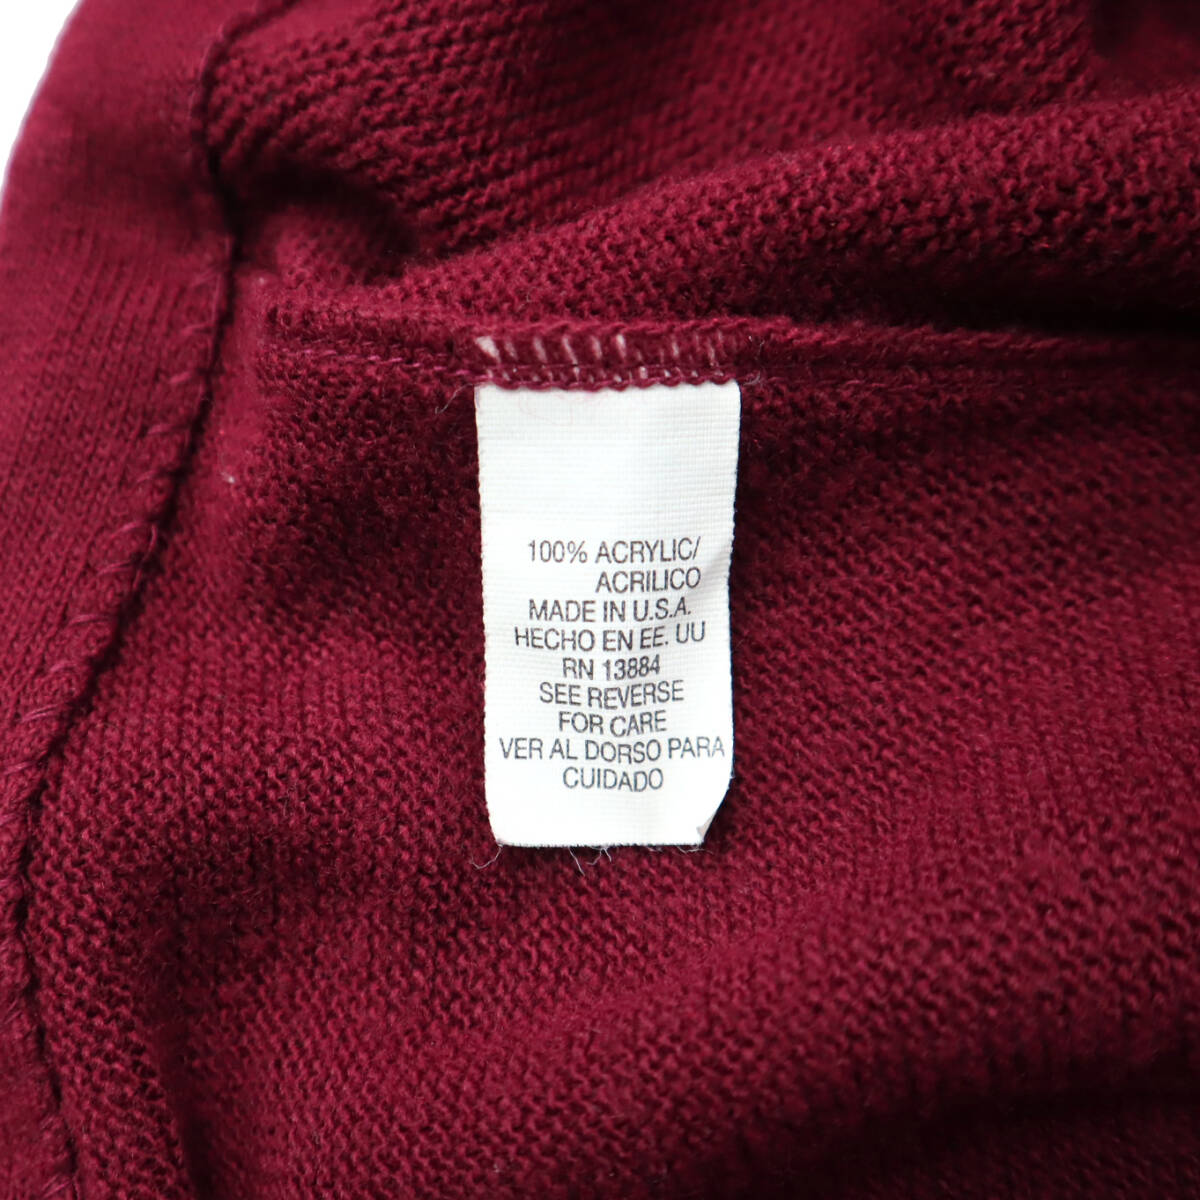 100% ACRYLIC/
ACRILICO
MADE IN U.S.A.
HECHO EN EE. UU
RN 13884
SEE REVERSE
FOR CARE
VER AL DORSO PARA
CUIDADO